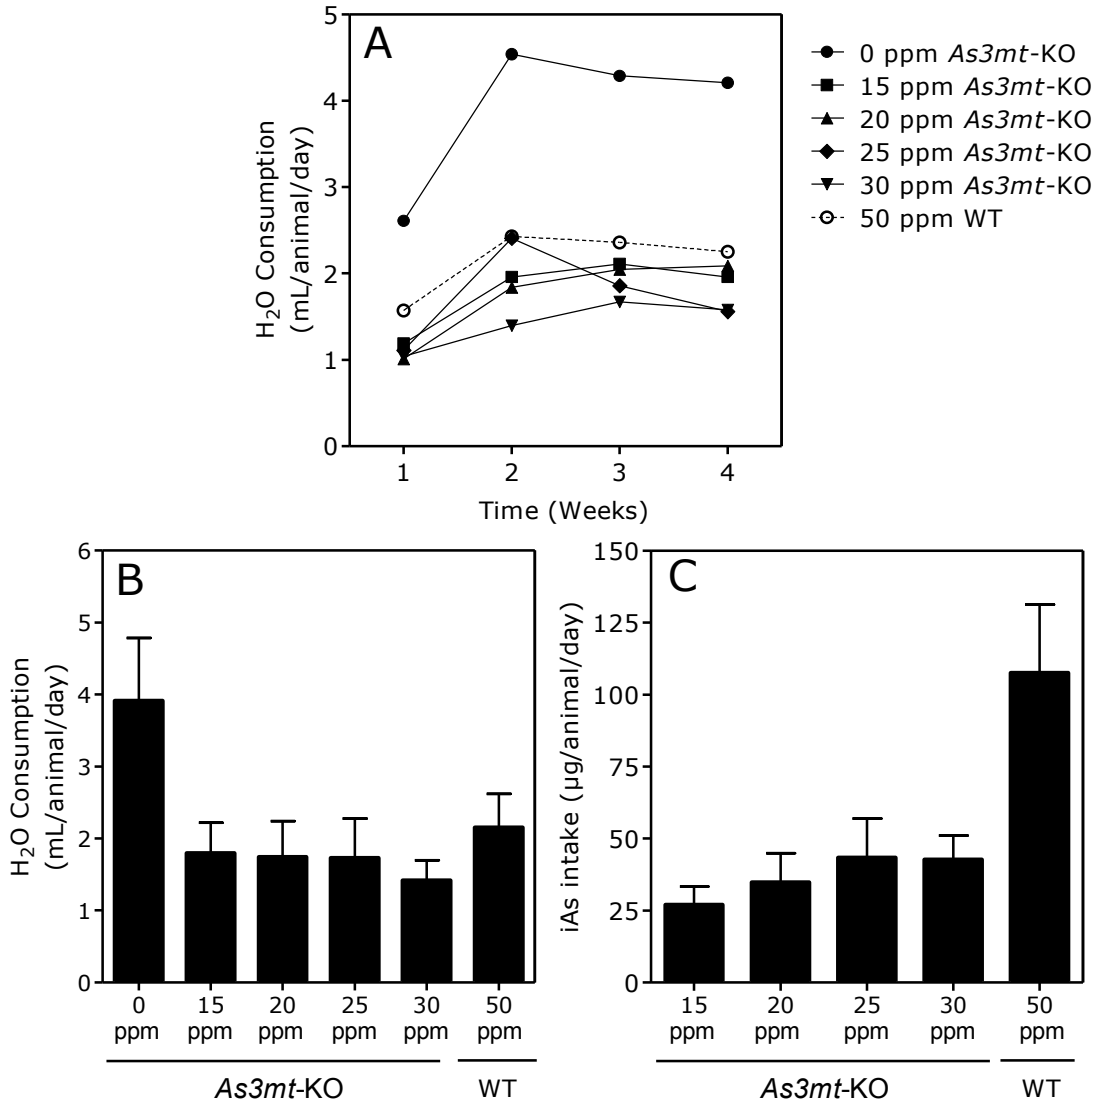 A
H2O Consumption
(mL/animal/day)
5
4
3
2
1
0
1 2 3 4
Time (Weeks)
0 ppm As3mt-KO
15 ppm As3mt-KO
20 ppm As3mt-KO
25 ppm As3mt-KO
30 ppm As3mt-KO
50 ppm WT
B
H2O Consumption
(mL/animal/day)
6
5
4
3
2
1
0
0 15 20 25 30 50
ppm ppm ppm ppm ppm ppm
As3mt-KO WT
C
iAs intake (µg/animal/day)
150
125
100
75
50
25
0
15 20 25 30 50
ppm ppm ppm ppm ppm
As3mt-KO WT